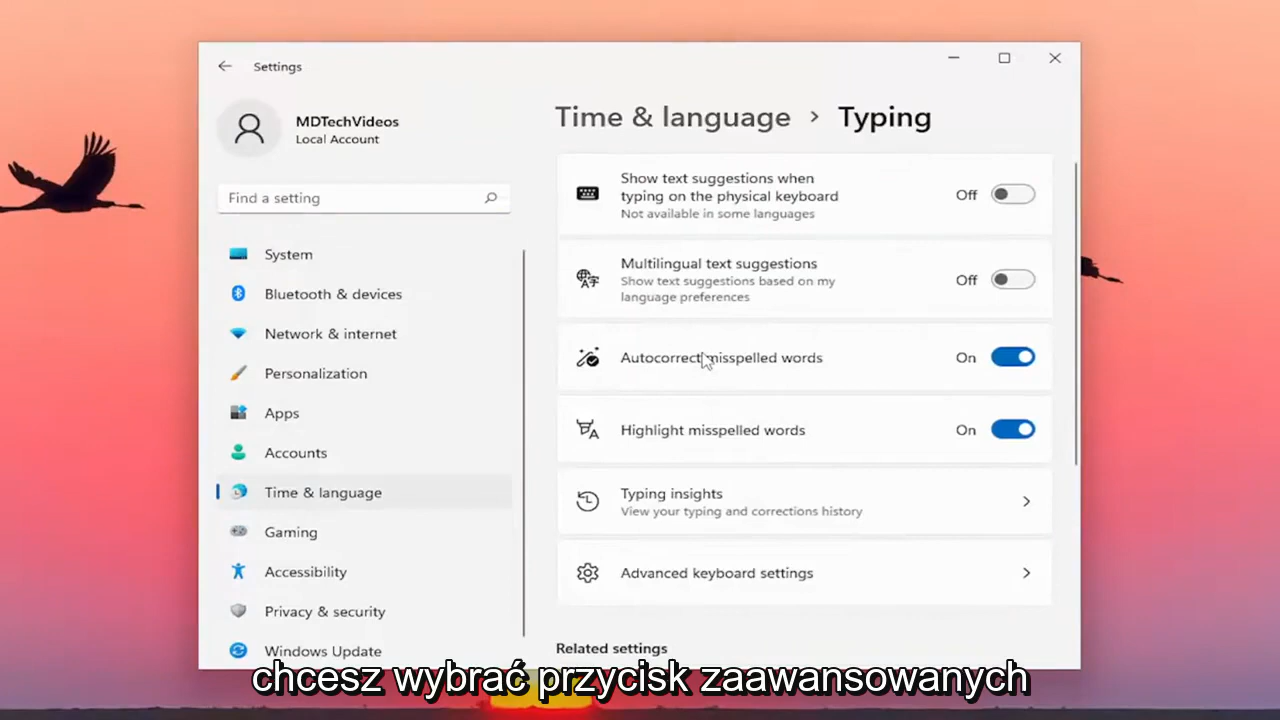 Settings
MDTechVideos
Local Account
Find a setting
System
Bluetooth & devices
Network & internet
Personalization
Apps
Accounts
Time & language
Gaming
Accessibility
Privacy & security
Windows Update
Time & language › Typing
Show text suggestions when
typing on the physical keyboard
Not available in some languages
Off
Multilingual text suggestions
Show text suggestions based on my
language preferences
Off
Autocorrect misspelled words
On
Highlight misspelled words
On
Typing insights
View your typing and corrections history
Advanced keyboard settings
Related settings
chcesz wybrać przycisk zaawansowanych